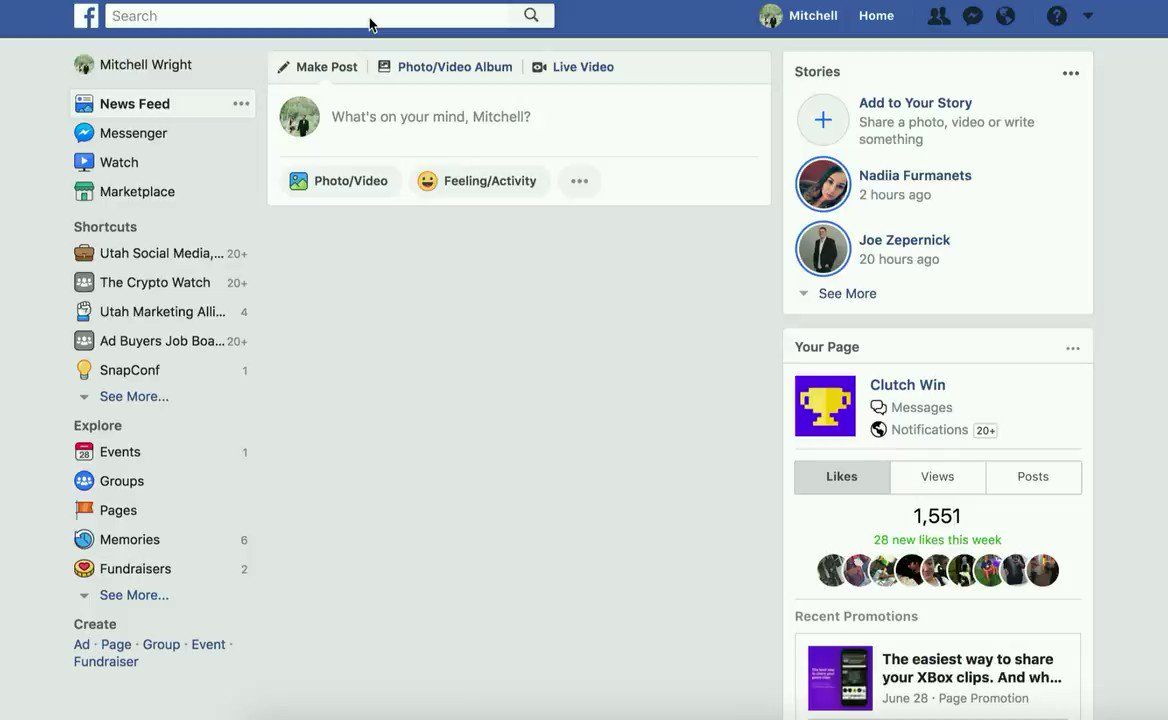 Search
Mitchell
Home
Mitchell Wright
News Feed
Messenger
Watch
Marketplace
Shortcuts
Utah Social Media,... 20+
The Crypto Watch 20+
Utah Marketing Alli... 4
Ad Buyers Job Boa... 20+
SnapConf 1
See More...
Explore
28
Events 1
Groups
Pages
Memories 6
Fundraisers 2
See More...
Create
Ad · Page · Group · Event ·
Fundraiser
Make Post
Photo/Video Album
Live Video
What's on your mind, Mitchell?
Photo/Video
Feeling/Activity
Stories
Add to Your Story
Share a photo, video or write
something
Nadiia Furmanets
2 hours ago
Joe Zepernick
20 hours ago
See More
Your Page
Clutch Win
Messages
Notifications 20+
Likes
Views
Posts
1,551
28 new likes this week
Recent Promotions
The easiest way to share
your XBox clips. And wh...
June 28 · Page Promotion